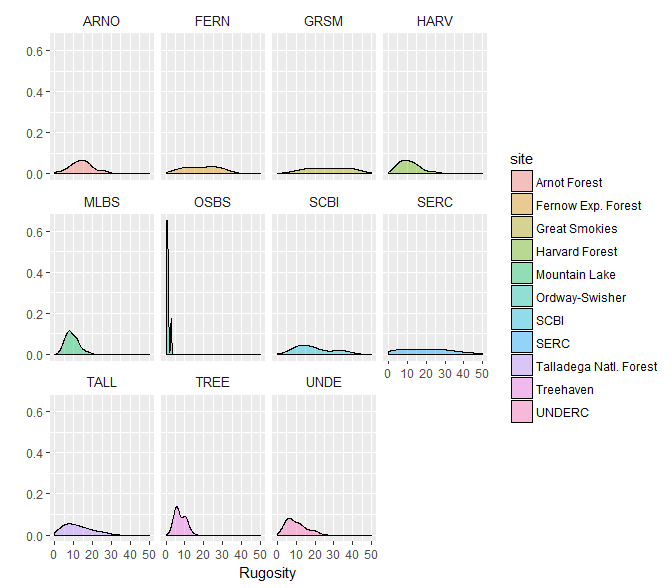 ARNO FERN GRSM HARV
0.6
0.4
0.2
0.0
MLBS OSBS SCBI SERC
0.6
0.4
0.2
0.0
0 10 20 30 40 50
TALL TREE UNDE
0.6
0.4
0.2
0.0
0 10 20 30 40 50 0 10 20 30 40 50 0 10 20 30 40 50
Rugosity
site
Arnot Forest
Fernow Exp. Forest
Great Smokies
Harvard Forest
Mountain Lake
Ordway-Swisher
SCBI
SERC
Talladega Natl. Forest
Treehaven
UNDERC